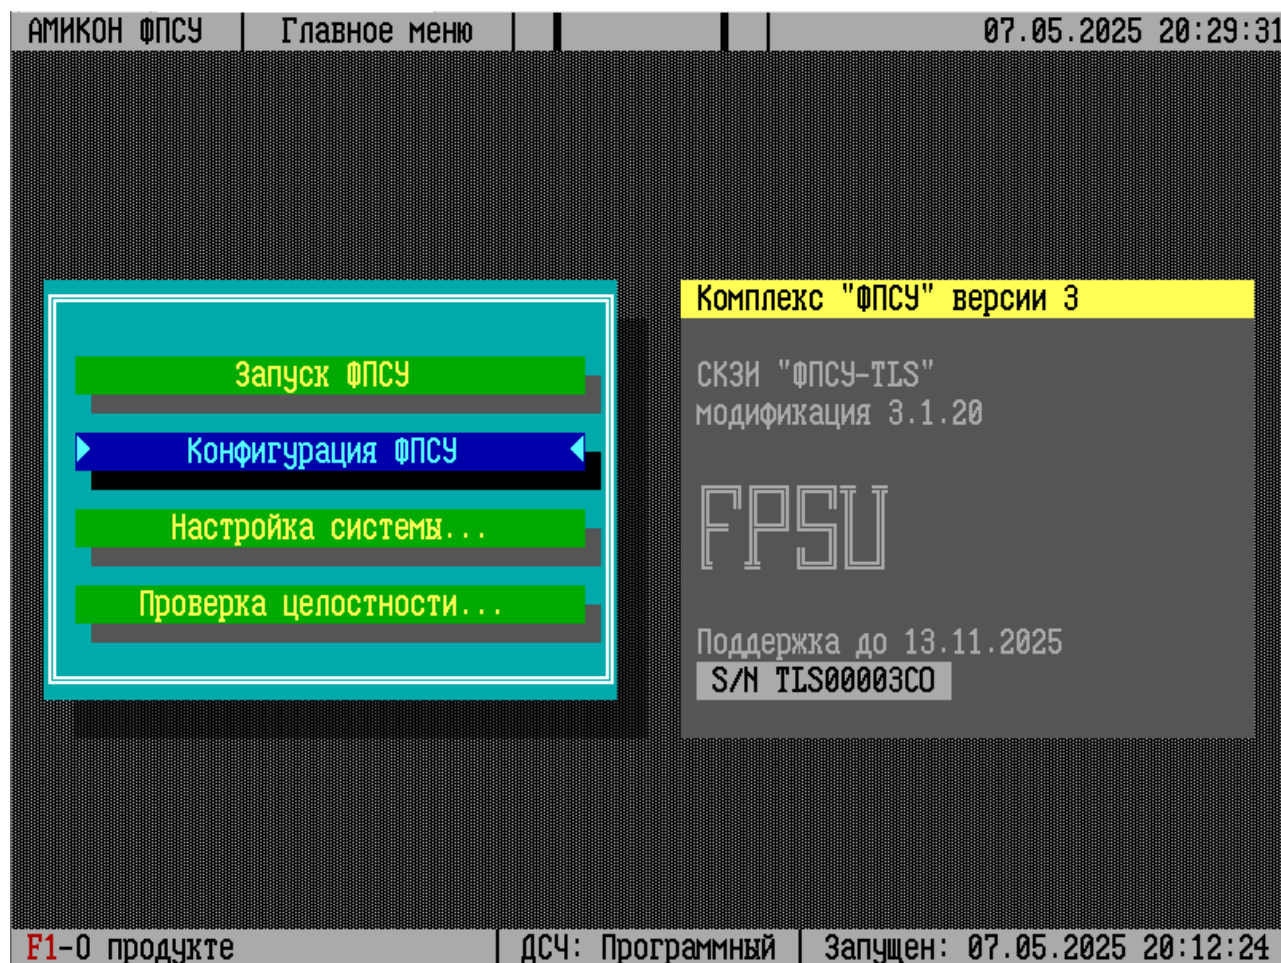 АМИКОН ФПСУ Главное меню 07.05.2025 20:29:31
Комплекс "ФПСУ" версии 3
Запуск ФПСУ
Конфигурация ФПСУ
Настройка системы...
Проверка целостности...
СКЗИ "ФПСУ-TLS"
модификация 3.1.20
FPSU
Поддержка до 13.11.2025
S/N TLS00003CO
F1-О продукте ДСЧ: Программный Запущен: 07.05.2025 20:12:24